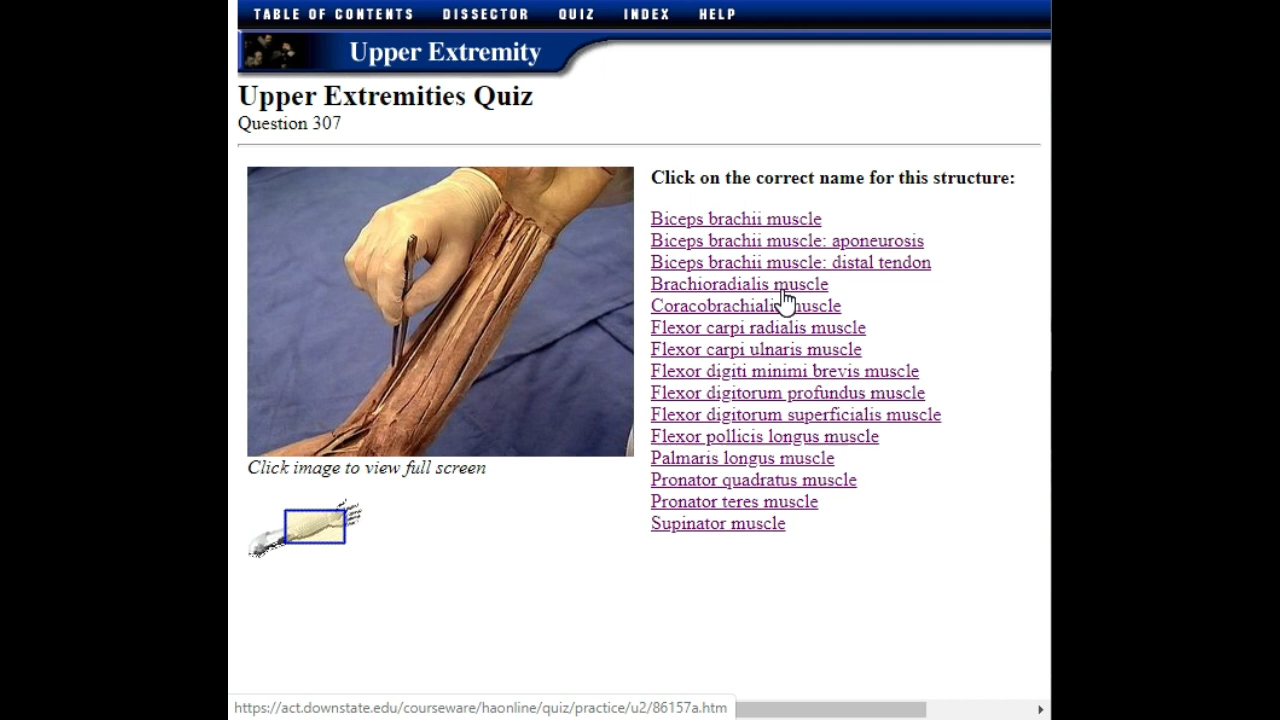 TABLE OF CONTENTS DISSECTOR QUIZ INDEX HELP
Upper Extremity
Upper Extremities Quiz
Question 307
Click on the correct name for this structure:
Biceps brachii muscle
Biceps brachii muscle: aponeurosis
Biceps brachii muscle: distal tendon
Brachioradialis muscle
Coracobrachialis muscle
Flexor carpi radialis muscle
Flexor carpi ulnaris muscle
Flexor digiti minimi brevis muscle
Flexor digitorum profundus muscle
Flexor digitorum superficialis muscle
Flexor pollicis longus muscle
Palmaris longus muscle
Pronator quadratus muscle
Pronator teres muscle
Supinator muscle
Click image to view full screen
https://act.downstate.edu/courseware/haonline/quiz/practice/u2/86157a.htm